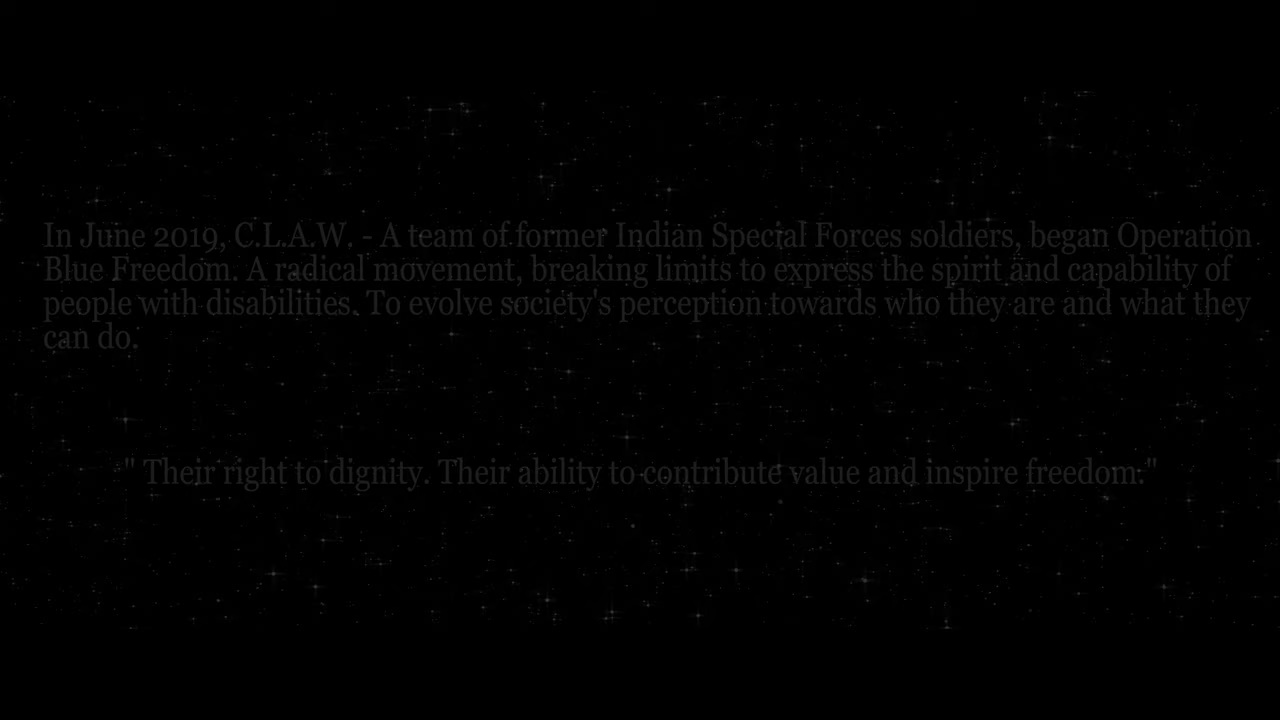 In June 2019, C.L.A.W. - A team of former Indian Special Forces soldiers, began Operation
Blue Freedom. A radical movement, breaking limits to express the spirit and capability of
people with disabilities. To evolve society's perception towards who they are and what they
can do.
" Their right to dignity. Their ability to contribute value and inspire freedom."